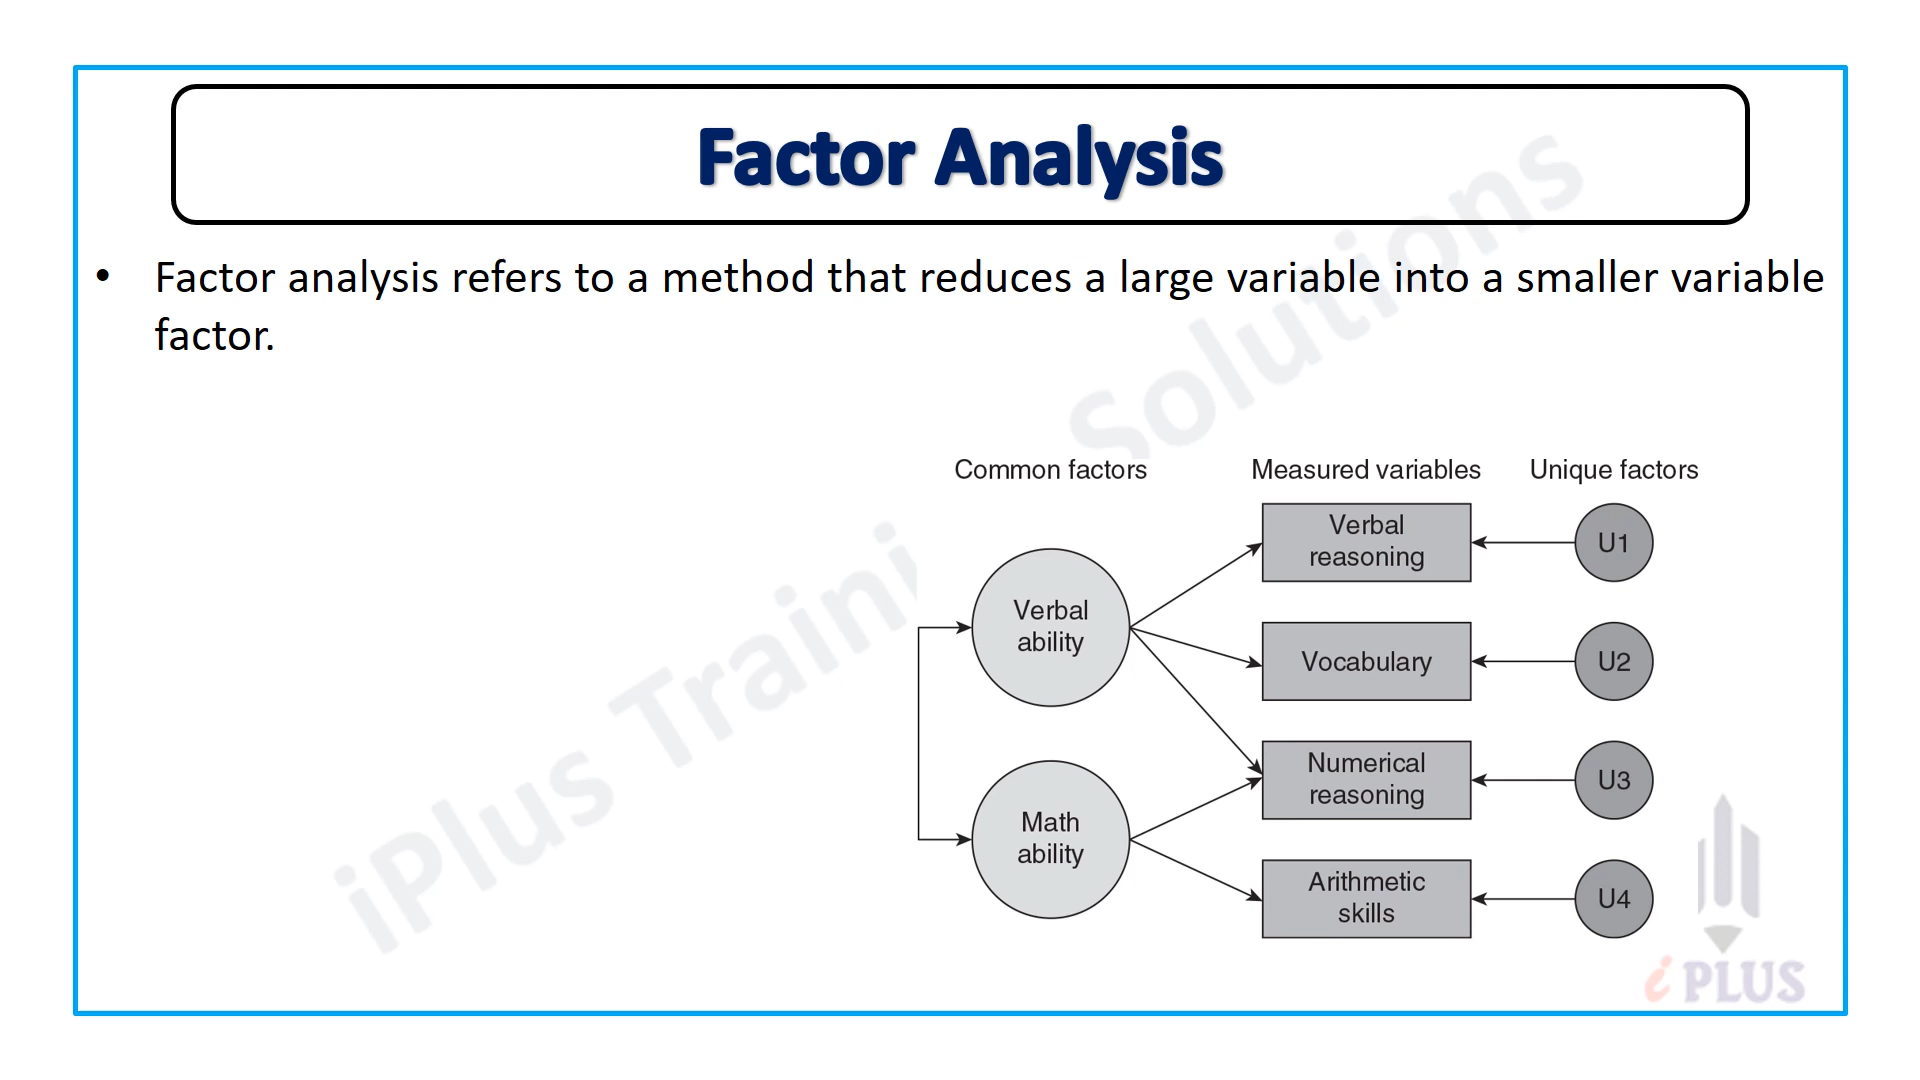 Factor Analysis
• Factor analysis refers to a method that reduces a large variable into a smaller variable
factor.
Common factors
Measured variables
Unique factors
Verbal
ability
Math
ability
Verbal
reasoning
Vocabulary
Numerical
reasoning
Arithmetic
skills
U1
U2
U3
U4
iPlus Traini Solutions
i PLUS